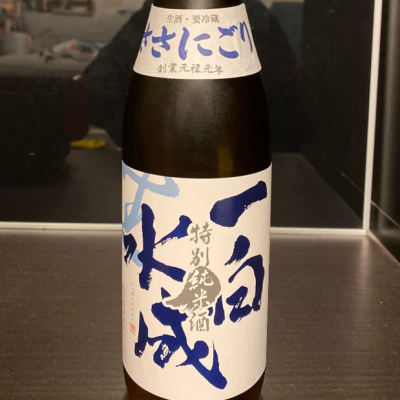 生酒・要冷蔵
ささにごり
創業元禄元年
一白
水成
特別純米酒